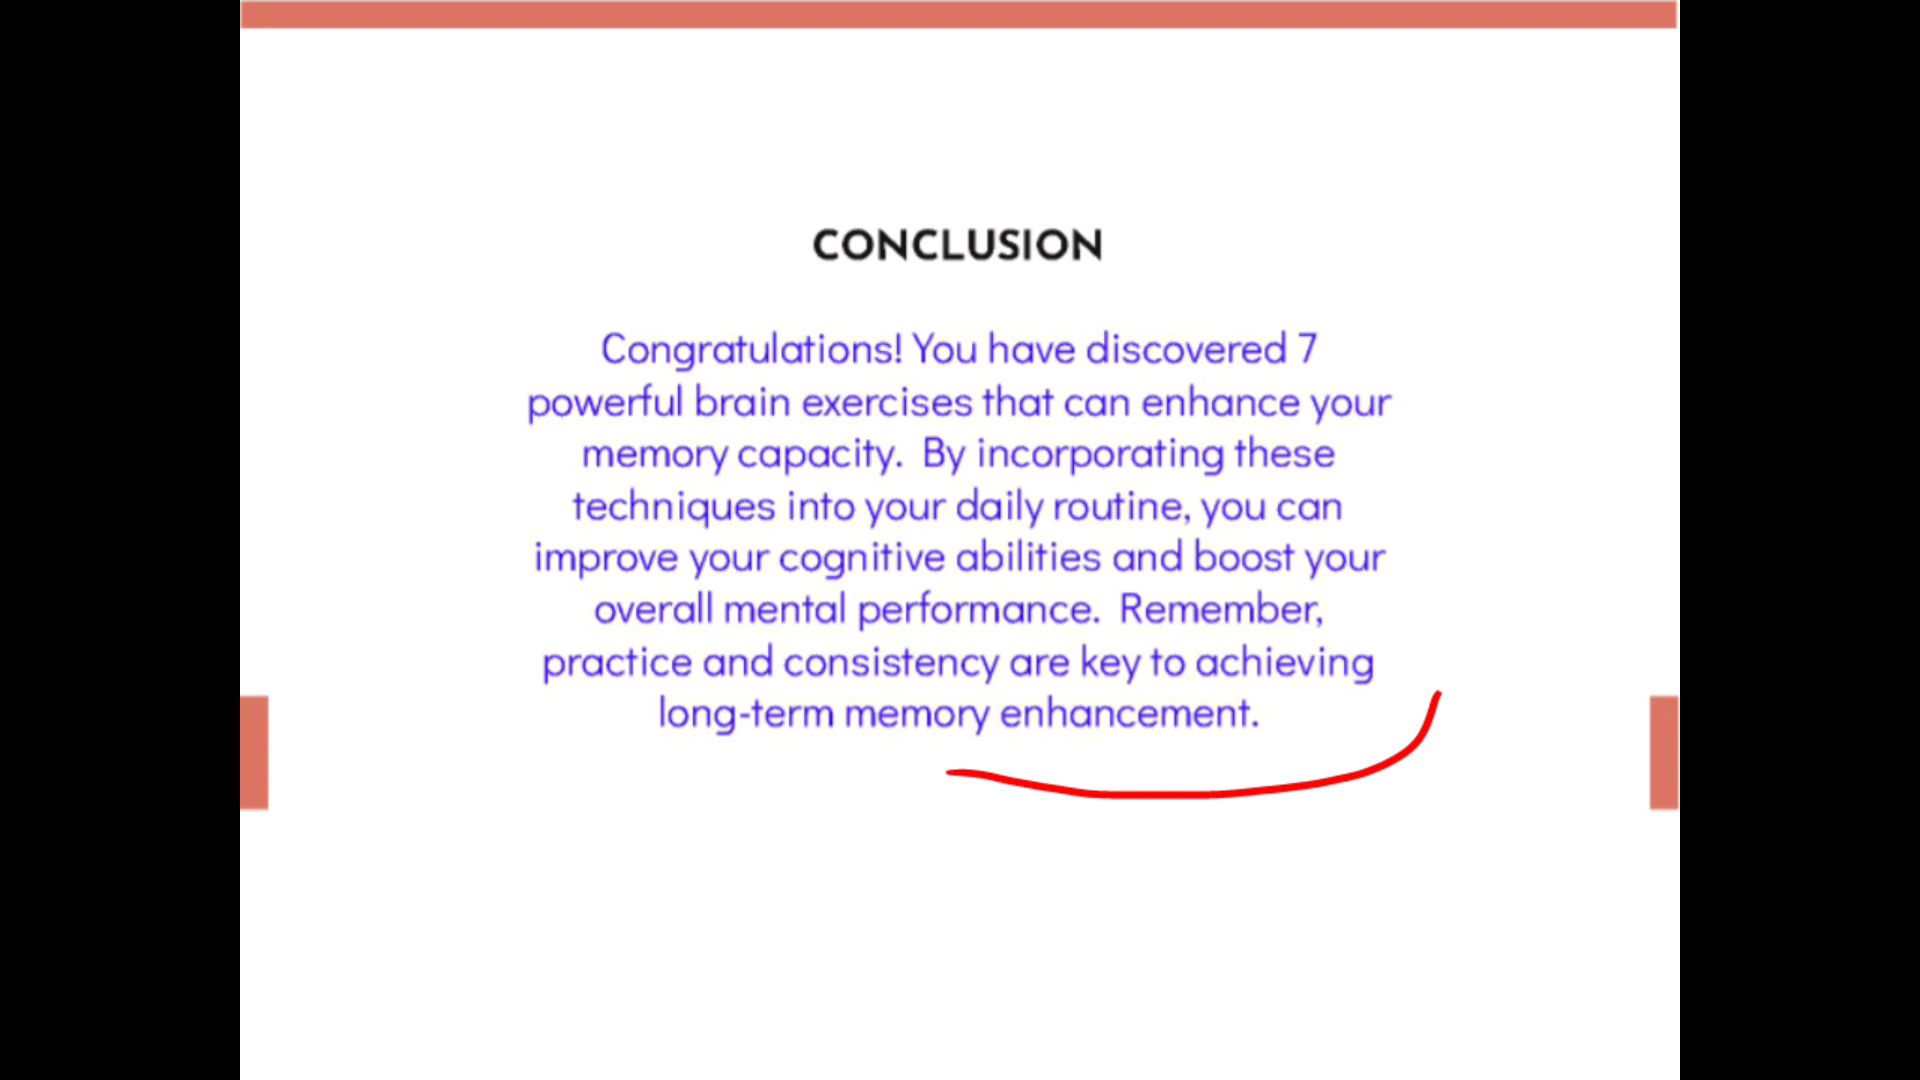 CONCLUSION
Congratulations! You have discovered 7
powerful brain exercises that can enhance your
memory capacity.  By incorporating these
techniques into your daily routine, you can
improve your cognitive abilities and boost your
overall mental performance.  Remember,
practice and consistency are key to achieving
long-term memory enhancement.